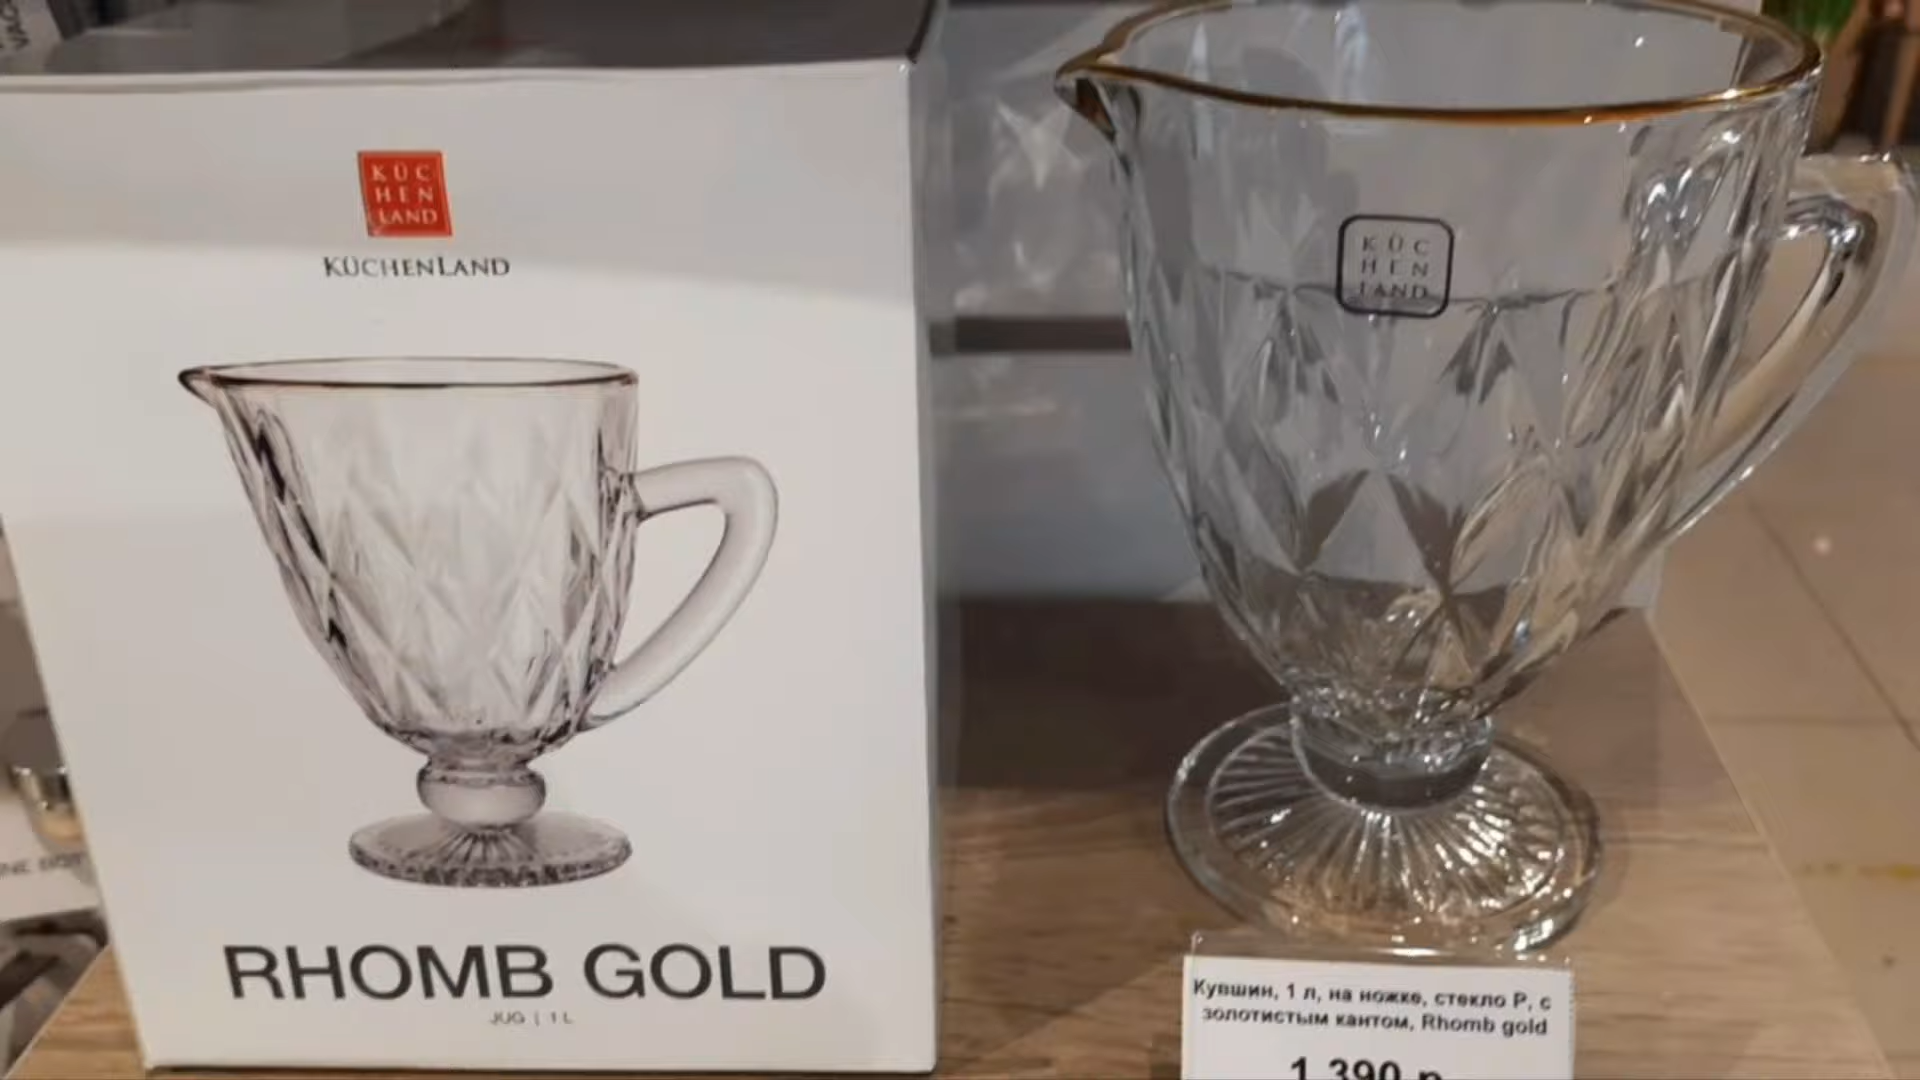 KÜC
HEN
LAND
KÜCHENLAND
RHOMB GOLD
JUG | 1 L
KÜC
HEN
LAND
Кувшин, 1 л, на ножке, стекло Р, с
золотистым кантом, Rhomb gold
1 390 р